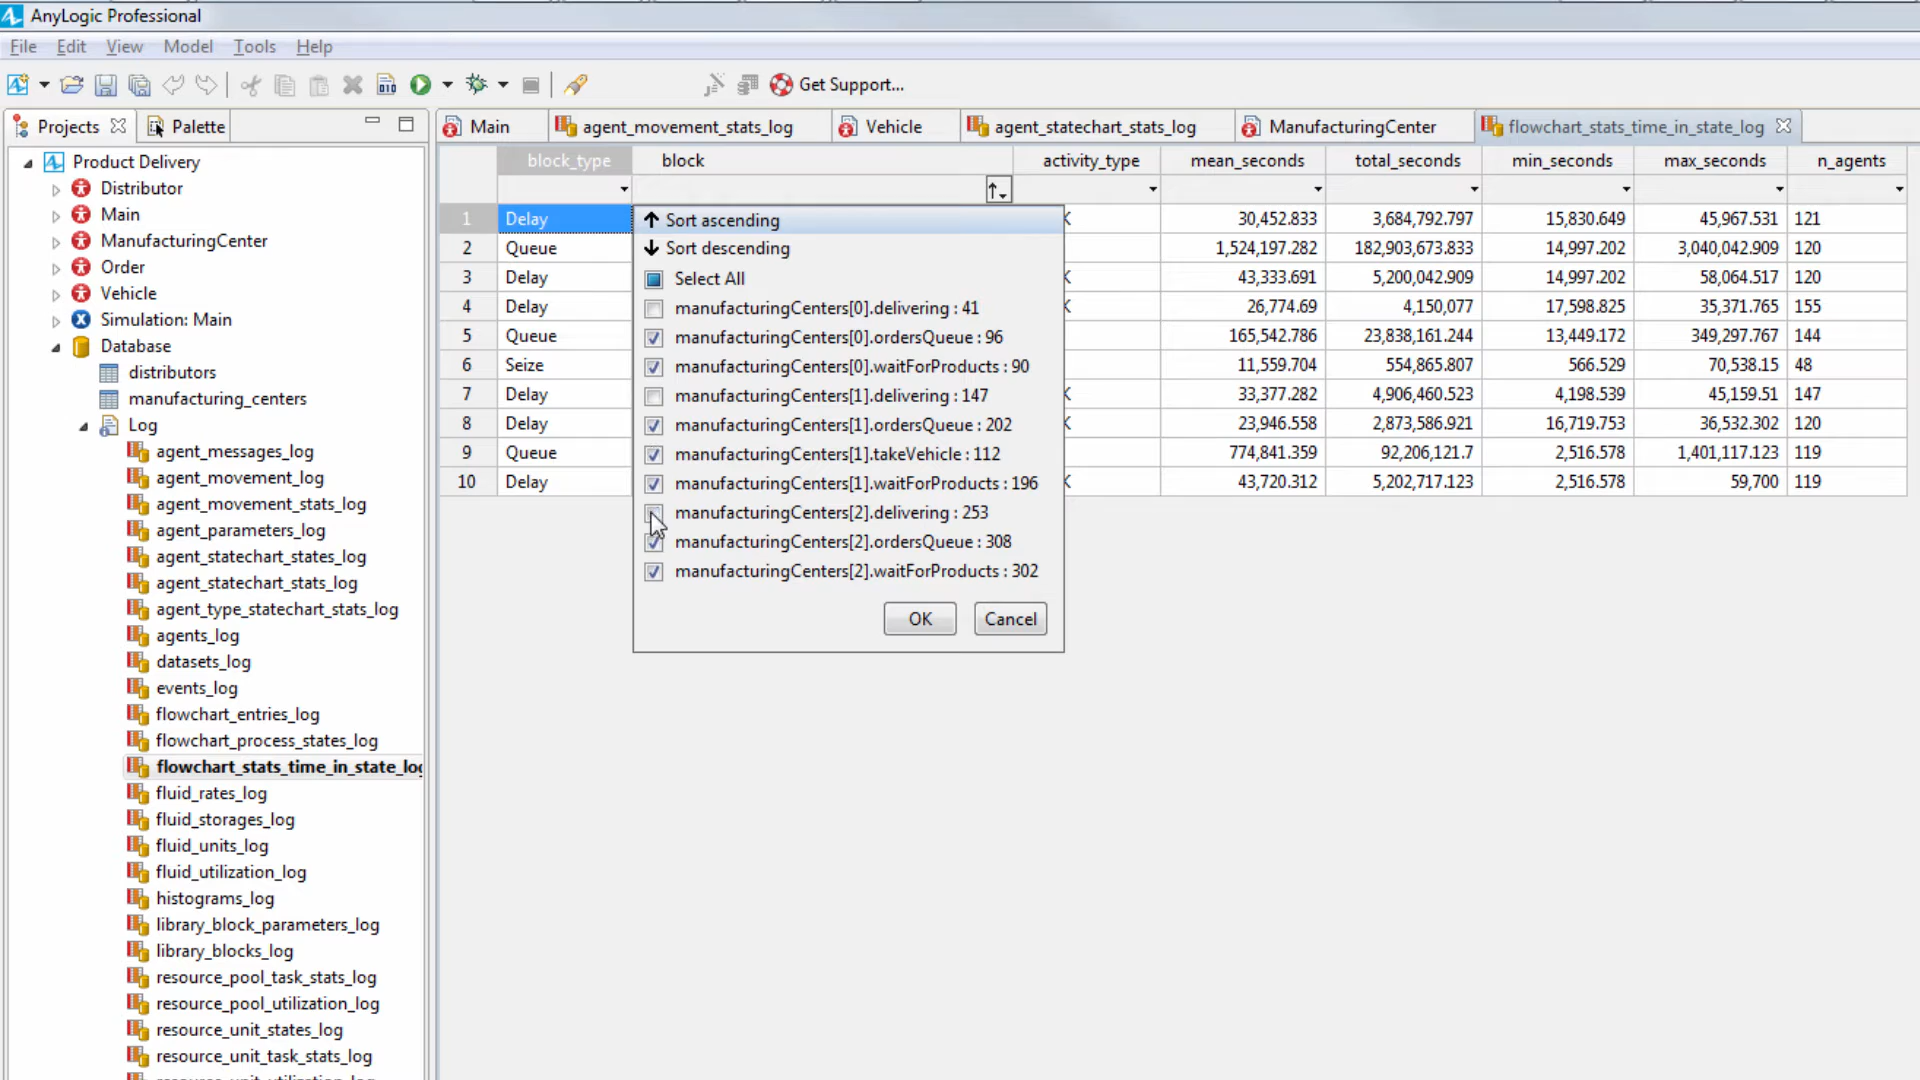 AnyLogic Professional
File Edit View Model Tools Help
Get Support...
Projects Palette
Main agent_movement_stats_log Vehicle agent_statechart_stats_log ManufacturingCenter flowchart_stats_time_in_state_log
Product Delivery
Distributor
Main
ManufacturingCenter
Order
Vehicle
Simulation: Main
Database
distributors
manufacturing_centers
Log
agent_messages_log
agent_movement_log
agent_movement_stats_log
agent_parameters_log
agent_statechart_states_log
agent_statechart_stats_log
agent_type_statechart_stats_log
agents_log
datasets_log
events_log
flowchart_entries_log
flowchart_process_states_log
flowchart_stats_time_in_state_log
fluid_rates_log
fluid_storages_log
fluid_units_log
fluid_utilization_log
histograms_log
library_block_parameters_log
library_blocks_log
resource_pool_task_stats_log
resource_pool_utilization_log
resource_unit_states_log
resource_unit_task_stats_log
block_type block activity_type mean_seconds total_seconds min_seconds max_seconds n_agents
1 Delay K 30,452.833 3,684,792.797 15,830.649 45,967.531 121
2 Queue 1,524,197.282 182,903,673.833 14,997.202 3,040,042.909 120
3 Delay K 43,333.691 5,200,042.909 14,997.202 58,064.517 120
4 Delay K 26,774.69 4,150,077 17,598.825 35,371.765 155
5 Queue 165,542.786 23,838,161.244 13,449.172 349,297.767 144
6 Seize 11,559.704 554,865.807 566.529 70,538.15 48
7 Delay K 33,377.282 4,906,460.523 4,198.539 45,159.51 147
8 Delay K 23,946.558 2,873,586.921 16,719.753 36,532.302 120
9 Queue 774,841.359 92,206,121.7 2,516.578 1,401,117.123 119
10 Delay K 43,720.312 5,202,717.123 2,516.578 59,700 119
Sort ascending
Sort descending
Select All
manufacturingCenters[0].delivering : 41
manufacturingCenters[0].ordersQueue : 96
manufacturingCenters[0].waitForProducts : 90
manufacturingCenters[1].delivering : 147
manufacturingCenters[1].ordersQueue : 202
manufacturingCenters[1].takeVehicle : 112
manufacturingCenters[1].waitForProducts : 196
manufacturingCenters[2].delivering : 253
manufacturingCenters[2].ordersQueue : 308
manufacturingCenters[2].waitForProducts : 302
OK Cancel